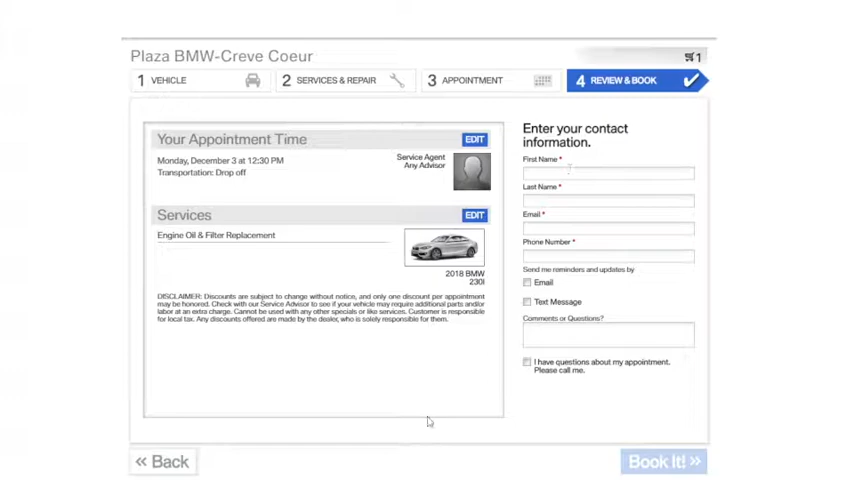 Plaza BMW-Creve Coeur
1
1 VEHICLE
2 SERVICES & REPAIR
3 APPOINTMENT
4 REVIEW & BOOK
Your Appointment Time
EDIT
Monday, December 3 at 12:30 PM
Transportation: Drop off
Service Agent
Any Advisor
Services
EDIT
Engine Oil & Filter Replacement
2018 BMW
230I
DISCLAIMER: Discounts are subject to change without notice, and only one discount per appointment
may be honored. Check with our Service Advisor to see if your vehicle may require additional parts and/or
labor at an extra charge. Cannot be used with any other specials or like services. Customer is responsible
for local tax. Any discounts offered are made by the dealer, who is solely responsible for them.
Enter your contact
information.
First Name *
Last Name *
Email *
Phone Number *
Send me reminders and updates by
Email
Text Message
Comments or Questions?
I have questions about my appointment.
Please call me.
« Back
Book It! »